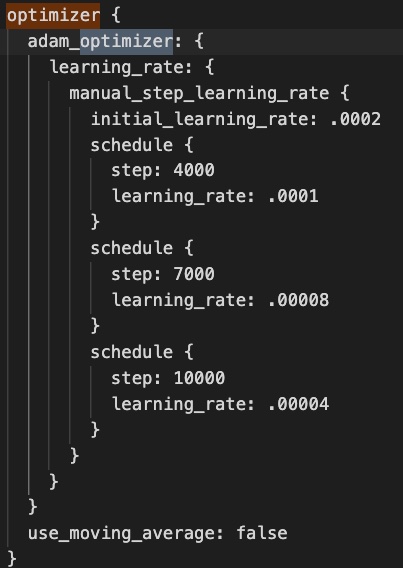 optimizer {
  adam_optimizer: {
    learning_rate: {
      manual_step_learning_rate {
        initial_learning_rate: .0002
        schedule {
          step: 4000
          learning_rate: .0001
        }
        schedule {
          step: 7000
          learning_rate: .00008
        }
        schedule {
          step: 10000
          learning_rate: .00004
        }
      }
    }
  }
  use_moving_average: false
}